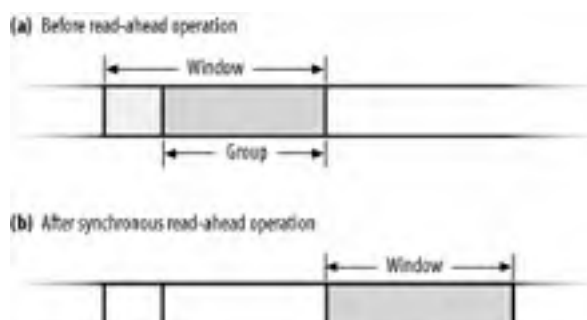 (a) Before read-ahead operation
Window
Group
(b) After synchronous read-ahead operation
Window